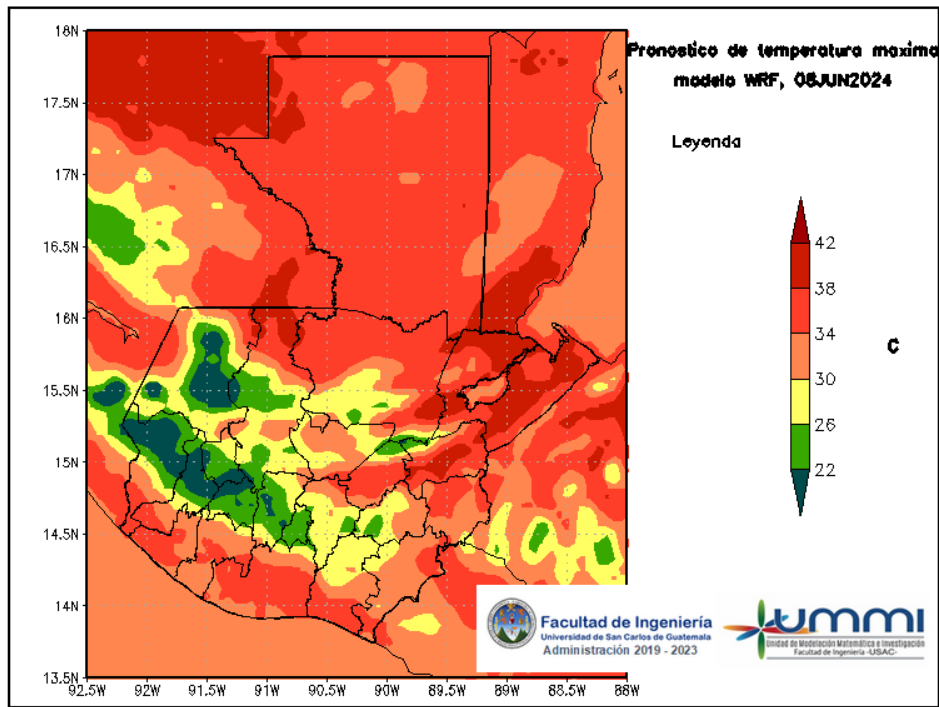 Pronostico de temperatura maxima
modelo WRF, 08JUN2024
Leyenda
18N
17.5N
17N
16.5N
16N
15.5N
15N
14.5N
14N
13.5N
92.5W
92W
91.5W
91W
90.5W
90W
89.5W
89W
88.5W
88W
42
38
34
30
26
22
C
Facultad de Ingeniería
Universidad de San Carlos de Guatemala
Administración 2019 - 2023
UMMI
Unidad de Modelación Matemática e Investigación
Facultad de Ingeniería -USAC-